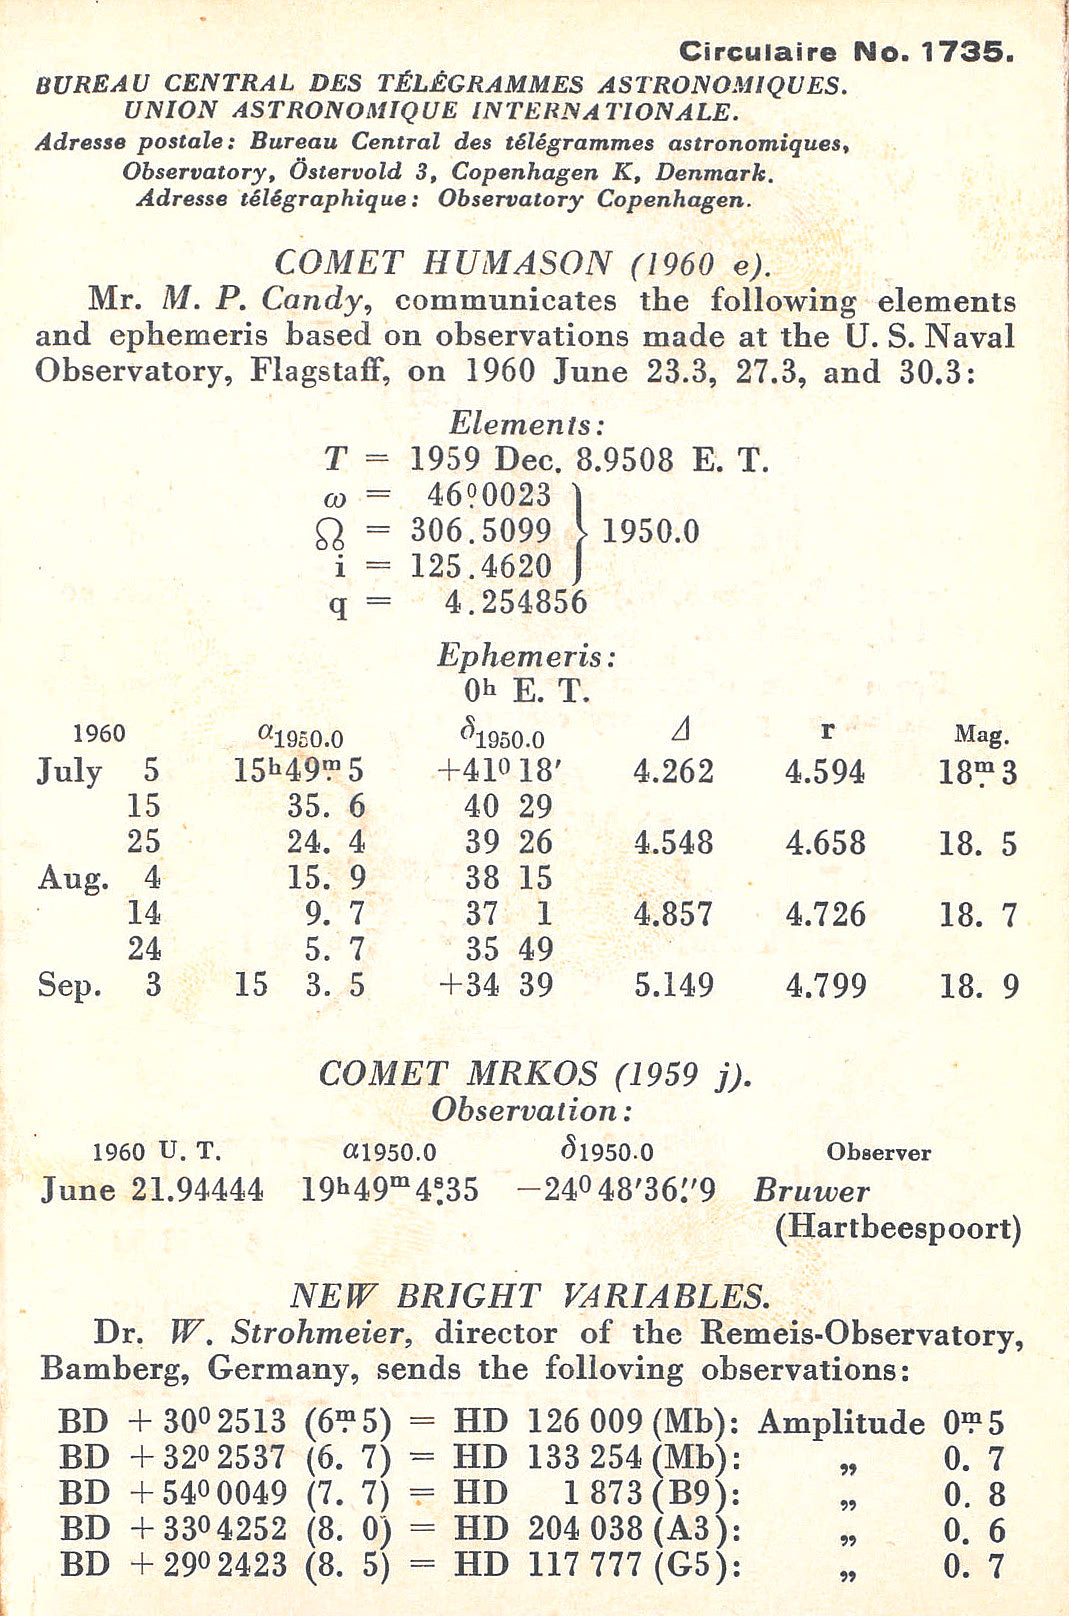 Circulaire No. 1735.
BUREAU CENTRAL DES TÉLÉGRAMMES ASTRONOMIQUES.
UNION ASTRONOMIQUE INTERNATIONALE.
Adresse postale: Bureau Central des télégrammes astronomiques,
Observatory, Östervold 3, Copenhagen K, Denmark.
Adresse télégraphique: Observatory Copenhagen.
COMET HUMASON (1960 e).
Mr. M. P. Candy, communicates the following elements
and ephemeris based on observations made at the U. S. Naval
Observatory, Flagstaff, on 1960 June 23.3, 27.3, and 30.3:
Elements:
T = 1959 Dec. 8.9508 E. T.
ω = 46°.0023
☊ = 306.5099 } 1950.0
i = 125.4620
q = 4.254856
Ephemeris:
0ʰ E. T.
1960 α1950.0 δ1950.0 Δ r Mag.
July 5 15ʰ49ᵐ.5 +41° 18′ 4.262 4.594 18ᵐ.3
15 35. 6 40 29
25 24. 4 39 26 4.548 4.658 18. 5
Aug. 4 15. 9 38 15
14 9. 7 37 1 4.857 4.726 18. 7
24 5. 7 35 49
Sep. 3 15 3. 5 +34 39 5.149 4.799 18. 9
COMET MRKOS (1959 j).
Observation:
1960 U. T. α1950.0 δ1950.0 Observer
June 21.94444 19ʰ49ᵐ4ˢ.35 −24° 48′36″.9 Bruwer
(Hartbeespoort)
NEW BRIGHT VARIABLES.
Dr. W. Strohmeier, director of the Remeis-Observatory,
Bamberg, Germany, sends the folloving observations:
BD + 30° 2513 (6ᵐ.5) = HD 126 009 (Mb): Amplitude 0ᵐ.5
BD + 32° 2537 (6. 7) = HD 133 254 (Mb): „ 0. 7
BD + 54° 0049 (7. 7) = HD 1 873 (B9): „ 0. 8
BD + 33° 4252 (8. 0) = HD 204 038 (A3): „ 0. 6
BD + 29° 2423 (8. 5) = HD 117 777 (G5): „ 0. 7